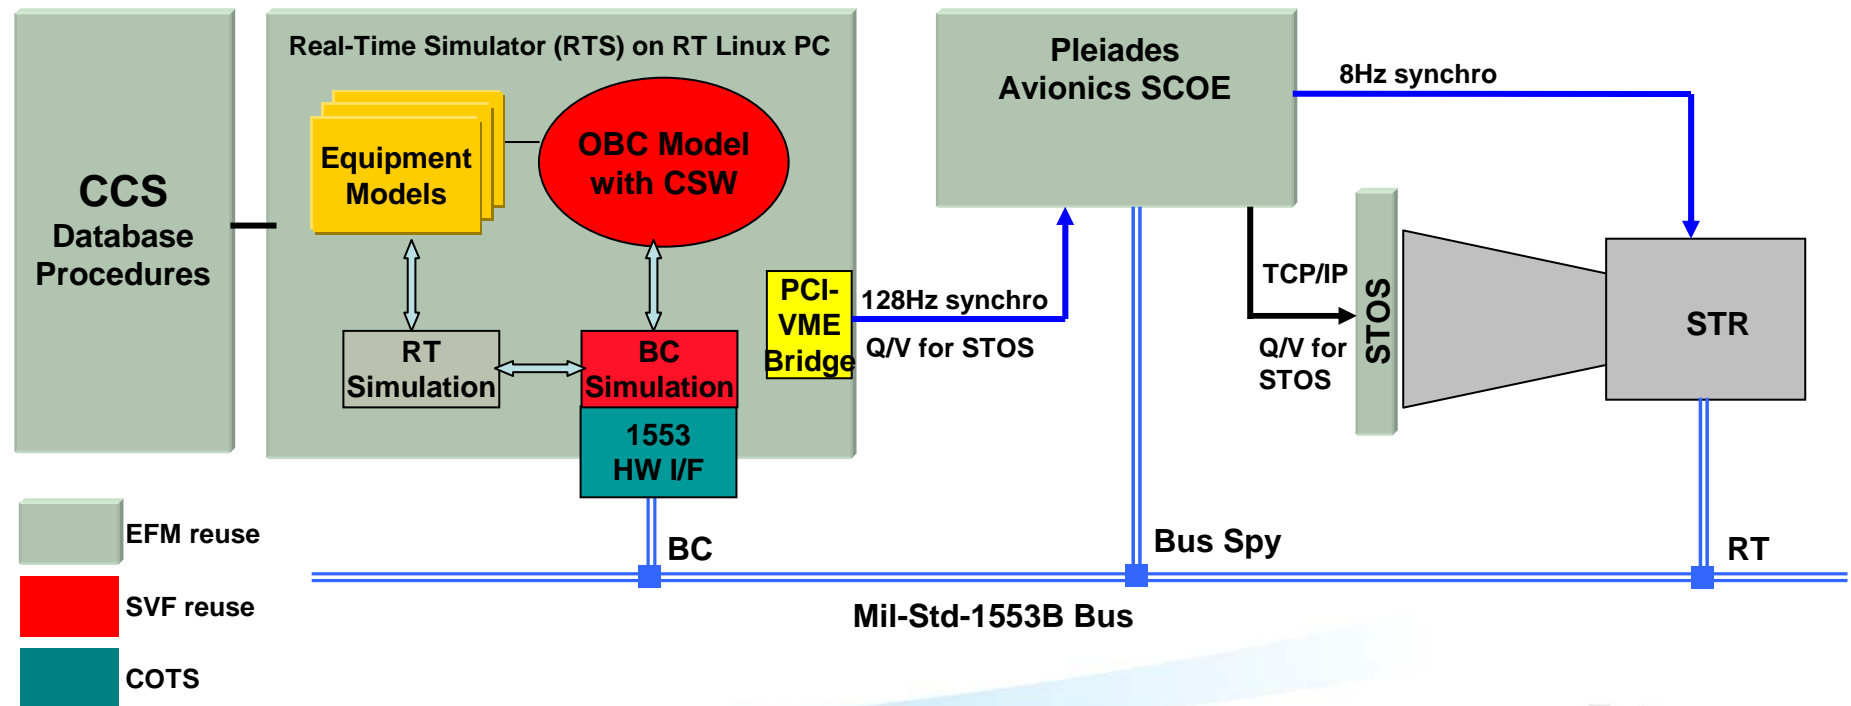 CCS
Database
Procedures
Real-Time Simulator (RTS) on RT Linux PC
Equipment
Models
OBC Model
with CSW
RT
Simulation
BC
Simulation
1553
HW I/F
PCI-
VME
Bridge
128Hz synchro
Q/V for STOS
Pleiades
Avionics SCOE
8Hz synchro
TCP/IP
Q/V for
STOS
STOS
STR
BC
Bus Spy
RT
Mil-Std-1553B Bus
EFM reuse
SVF reuse
COTS